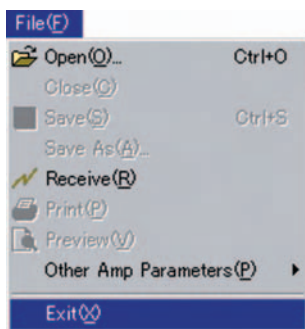 File(F)
Open(O)... Ctrl+O
Close(C)
Save(S) Ctrl+S
Save As(A)...
Receive(R)
Print(P)
Preview(V)
Other Amp Parameters(P)
Exit(X)